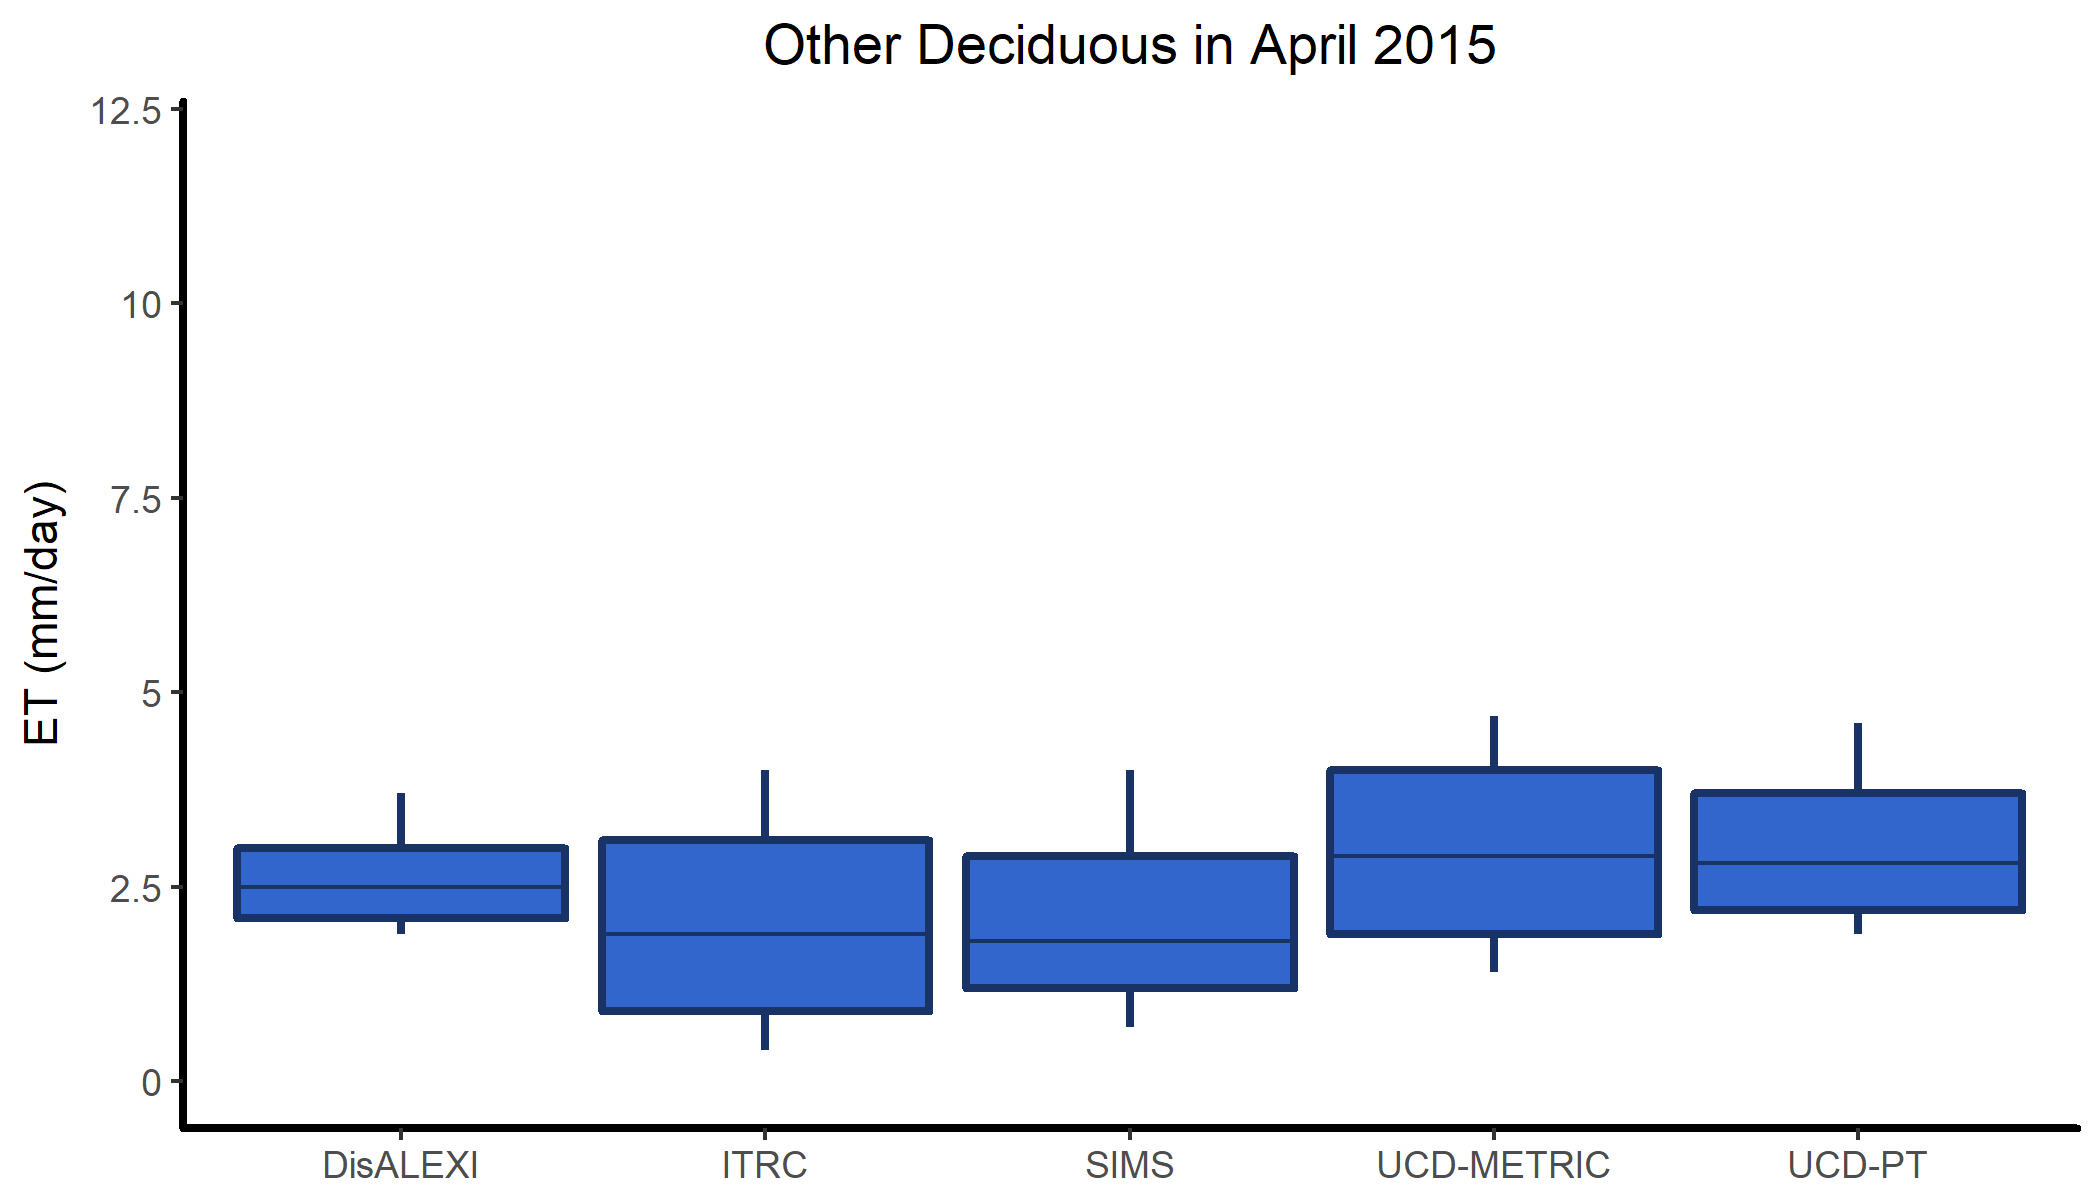 Other Deciduous in April 2015
12.5
10
7.5
5
2.5
0
ET (mm/day)
DisALEXI
ITRC
SIMS
UCD-METRIC
UCD-PT